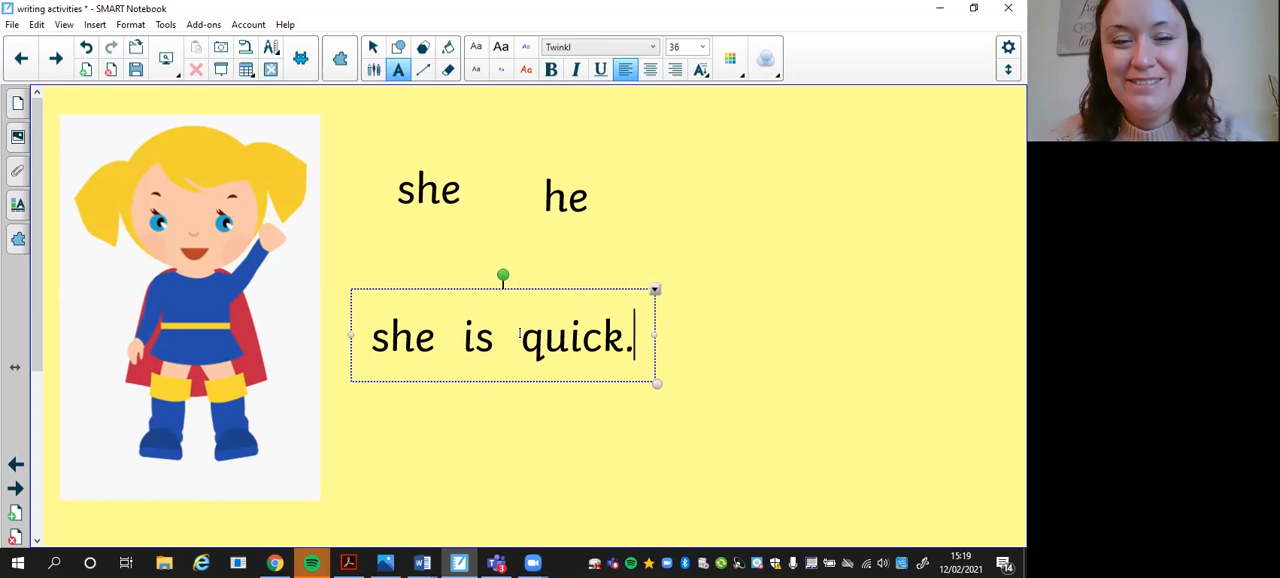 writing activities * - SMART Notebook
File Edit View Insert Format Tools Add-ons Account Help
Twinkl 36
she he
she is quick.
15:19
12/02/2021